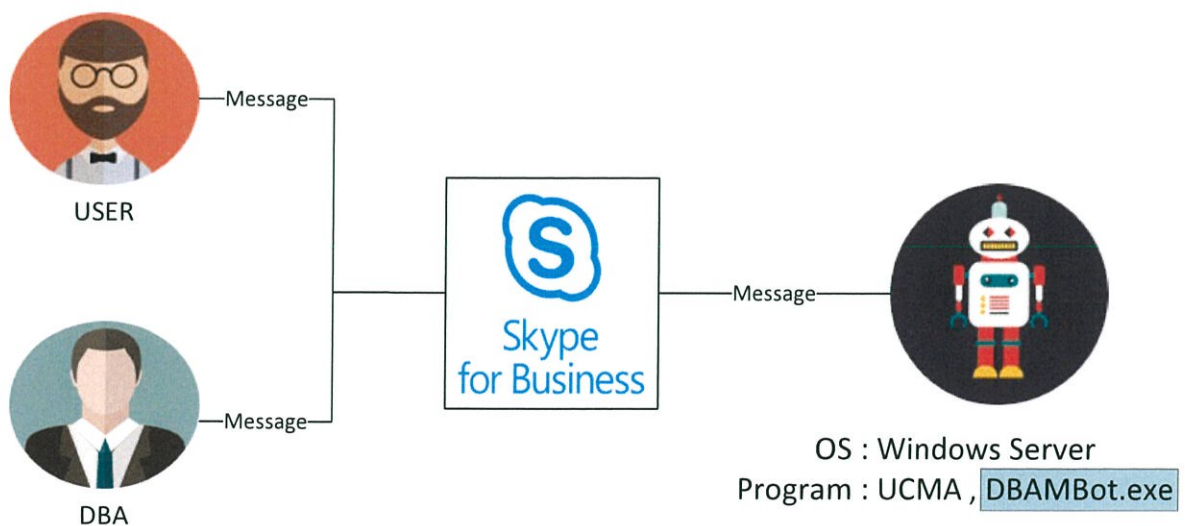 Message
USER
Message
S
Skype
for Business
Message
DBA
OS : Windows Server
Program : UCMA , DBAMBot.exe